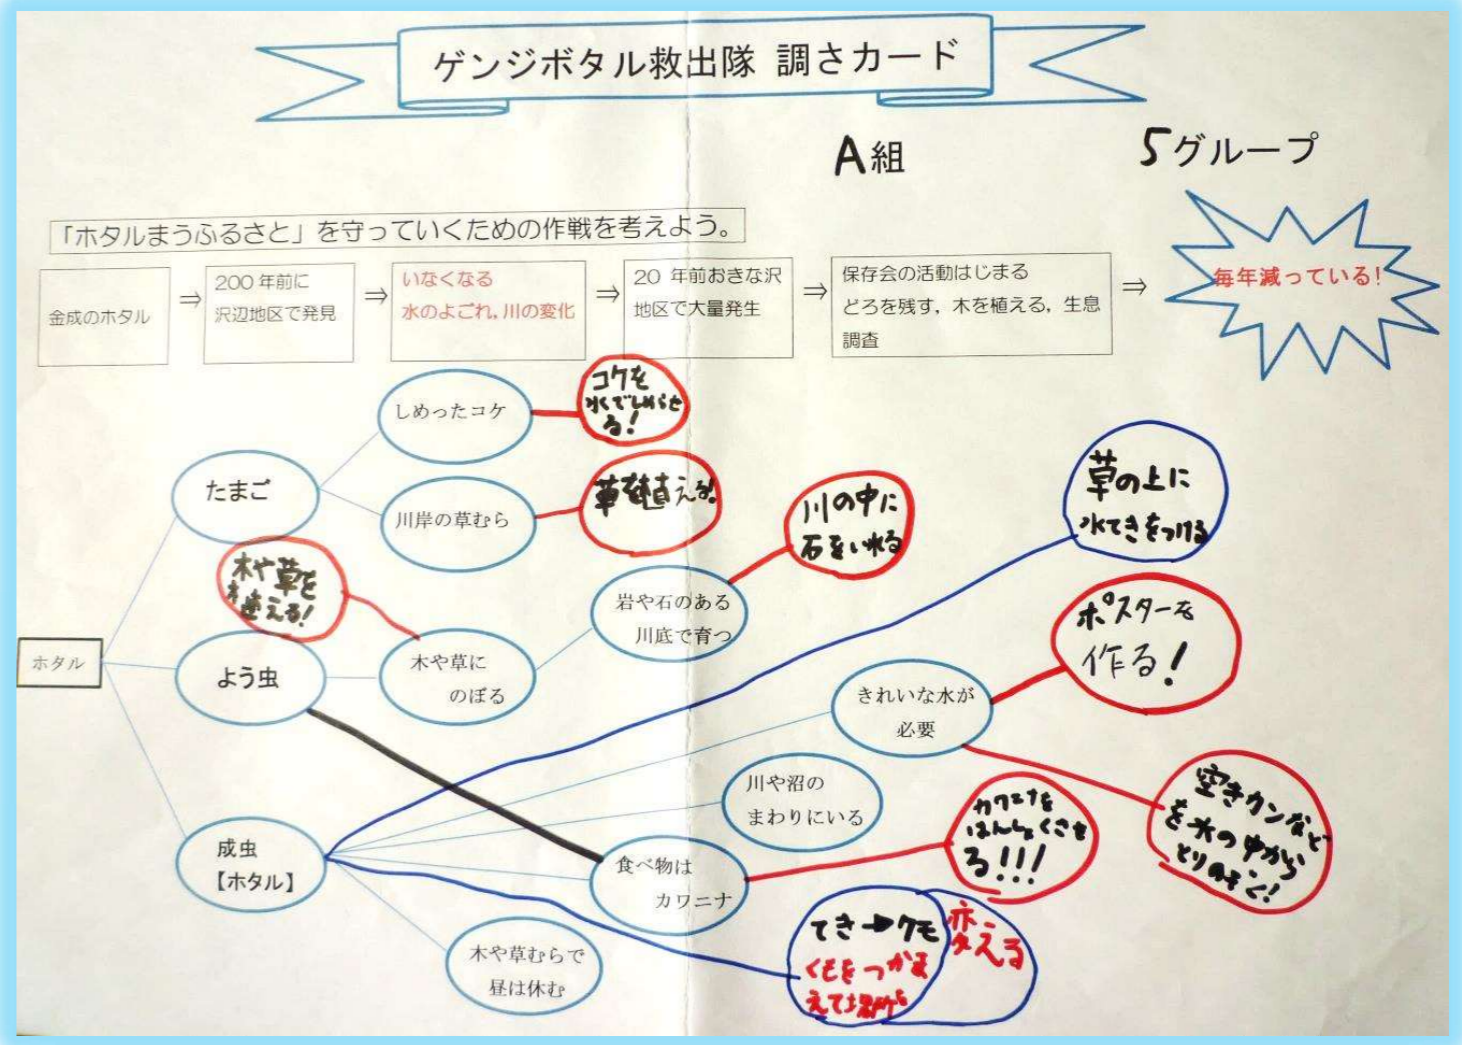 ゲンジボタル救出隊 調さカード
A組
5グループ
「ホタルまうふるさと」を守っていくための作戦を考えよう。
金成のホタル
⇒
200年前に
沢辺地区で発見
⇒
いなくなる
水のよごれ,川の変化
⇒
20 年前おきな沢
地区で大量発生
⇒
保存会の活動はじまる
どろを残す，木を植える，生息
調査
⇒
毎年減っている!
ホタル
たまご
しめったコケ
コケを
水でしめらせ
る!
川岸の草むら
草を植える!
よう虫
木や草に
のぼる
木や草を
植える!
岩や石のある
川底で育つ
川の中に
石をいれる
成虫
【ホタル】
草の上に
水てきをつける
きれいな水が
必要
ポスターを
作る!
空きカンなど
を水の中から
とりのぞく!
川や沼の
まわりにいる
食べ物は
カワニナ
カワニナを
はんしょくさせ
る!!!
木や草むらで
昼は休む
てき→クモ
くもをつかま
えて場所を
変える